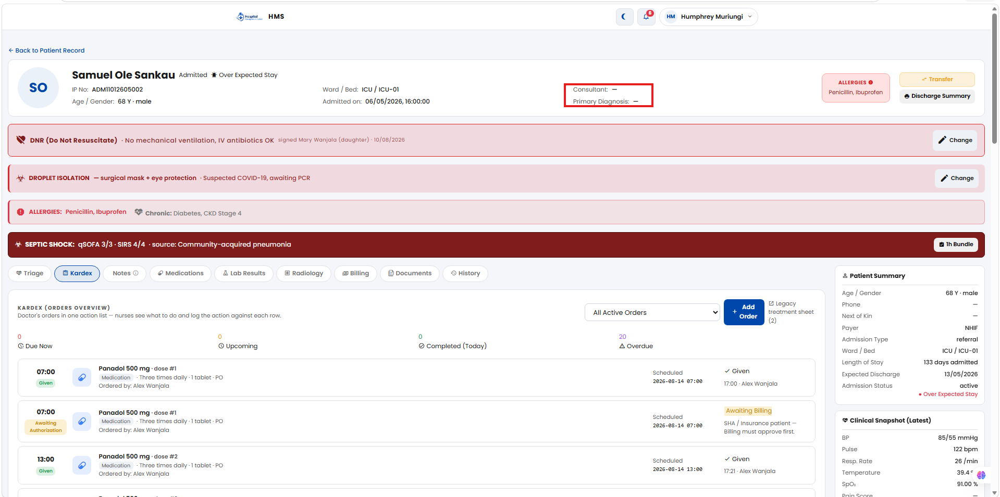 Hospital
Management System
HMS
6
HM
Humphrey Muriungi
← Back to Patient Record
SO
Samuel Ole Sankau Admitted Over Expected Stay
IP No: ADM11012605002
Age / Gender: 68 Y · male
Ward / Bed: ICU / ICU-01
Admitted on: 06/05/2026, 16:00:00
Consultant: —
Primary Diagnosis: —
ALLERGIES
Penicillin, Ibuprofen
Transfer
Discharge Summary
DNR (Do Not Resuscitate) · No mechanical ventilation, IV antibiotics OK signed Mary Wanjala (daughter) · 10/08/2026
Change
DROPLET ISOLATION — surgical mask + eye protection · Suspected COVID-19, awaiting PCR
Change
ALLERGIES: Penicillin, Ibuprofen Chronic: Diabetes, CKD Stage 4
SEPTIC SHOCK: qSOFA 3/3 · SIRS 4/4 · source: Community-acquired pneumonia
1h Bundle
Triage
Kardex
Notes
Medications
Lab Results
Radiology
Billing
Documents
History
KARDEX (ORDERS OVERVIEW)
Doctor's orders in one action list — nurses see what to do and log the action against each row.
All Active Orders
+ Add Order
Legacy treatment sheet (2)
0
Due Now
0
Upcoming
0
Completed (Today)
20
Overdue
07:00
Given
Panadol 500 mg · dose #1
Medication · Three times daily · 1 tablet · PO
Ordered by: Alex Wanjala
Scheduled
2026-08-14 07:00
✓ Given
17:00 · Alex Wanjala
07:00
Awaiting Authorization
Panadol 500 mg · dose #1
Medication · Three times daily · 1 tablet · PO
Ordered by: Alex Wanjala
Scheduled
2026-08-14 07:00
Awaiting Billing
SHA / Insurance patient —
Billing must approve first.
13:00
Given
Panadol 500 mg · dose #2
Medication · Three times daily · 1 tablet · PO
Ordered by: Alex Wanjala
Scheduled
2026-08-14 13:00
✓ Given
17:21 · Alex Wanjala
Patient Summary
Age / Gender 68 Y · male
Phone —
Next of Kin —
Payer NHIF
Admission Type referral
Ward / Bed ICU / ICU-01
Length of Stay 133 days admitted
Expected Discharge 13/05/2026
Admission Status active
● Over Expected Stay
Clinical Snapshot (Latest)
BP 85/55 mmHg
Pulse 122 bpm
Resp. Rate 26 /min
Temperature 39.4 °
SpO₂ 91.00 %
Pain Score —